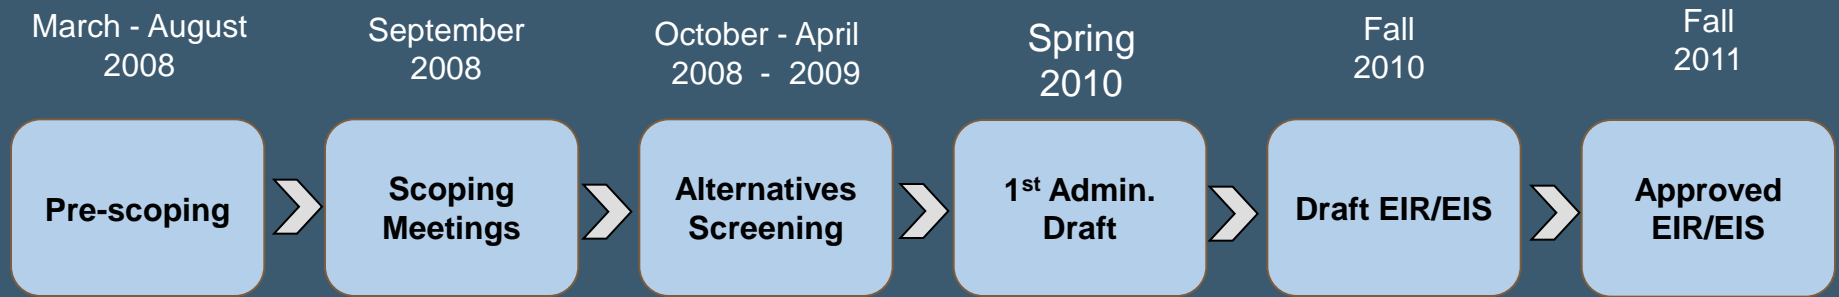 March - August
2008
September
2008
October - April
2008 - 2009
Spring
2010
Fall
2010
Fall
2011
Pre-scoping
Scoping
Meetings
Alternatives
Screening
1st Admin.
Draft
Draft EIR/EIS
Approved
EIR/EIS